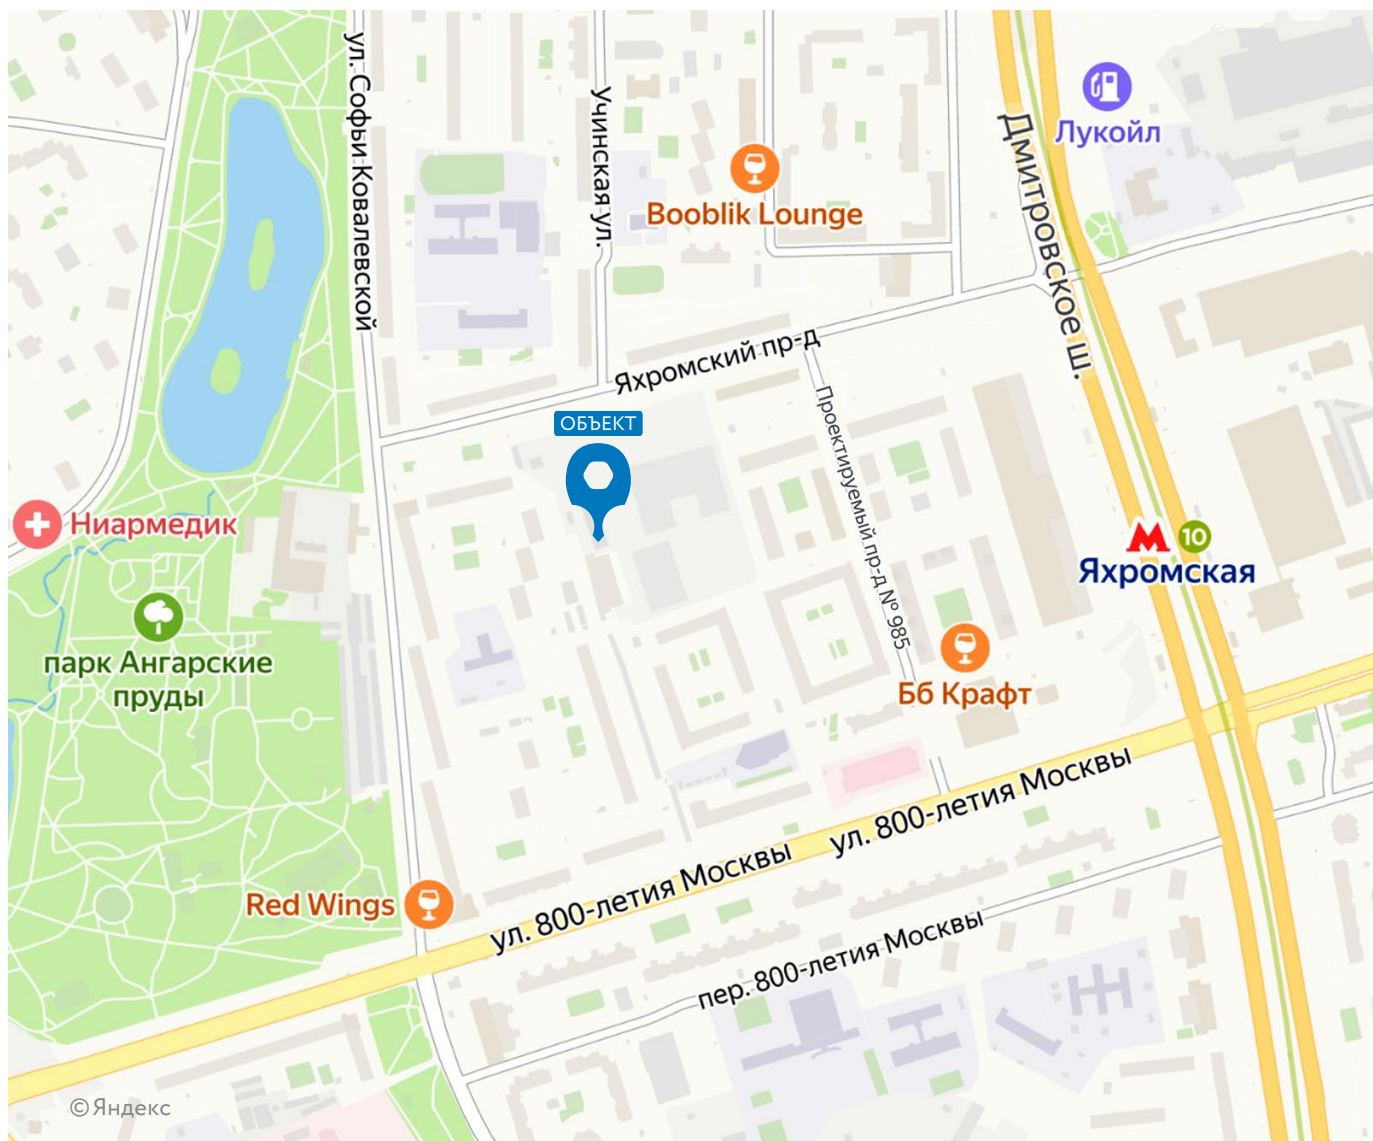 ул. Софьи Ковалевской
Учинская ул.
Лукойл
Дмитровское ш.
Booblik Lounge
Яхромский пр-д
ОБЪЕКТ
Проектируемый пр-д № 985
Ниармедик
10
Яхромская
парк Ангарские
пруды
Бб Крафт
ул. 800-летия Москвы
ул. 800-летия Москвы
Red Wings
пер. 800-летия Москвы
© Яндекс